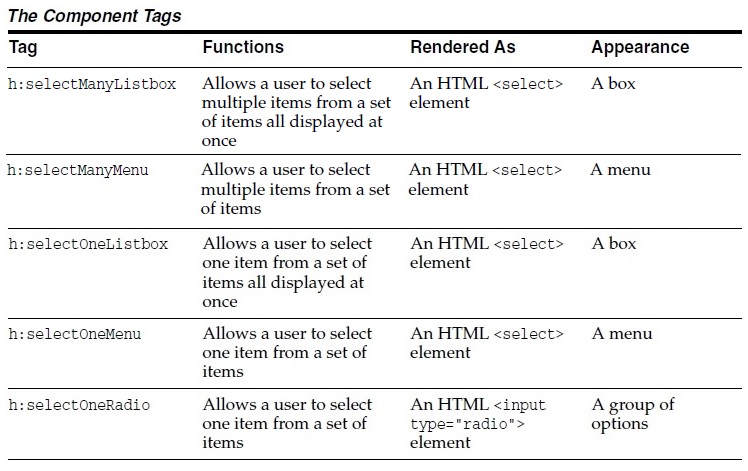 The Component Tags
Tag Functions Rendered As Appearance
h:selectManyListbox Allows a user to select An HTML <select> A box
multiple items from a set element
of items all displayed at
once
h:selectManyMenu Allows a user to select An HTML <select> A menu
multiple items from a set element
of items
h:selectOneListbox Allows a user to select An HTML <select> A box
one item from a set of element
items all displayed at
once
h:selectOneMenu Allows a user to select An HTML <select> A menu
one item from a set of element
items
h:selectOneRadio Allows a user to select An HTML <input A group of
one item from a set of type="radio"> options
items element